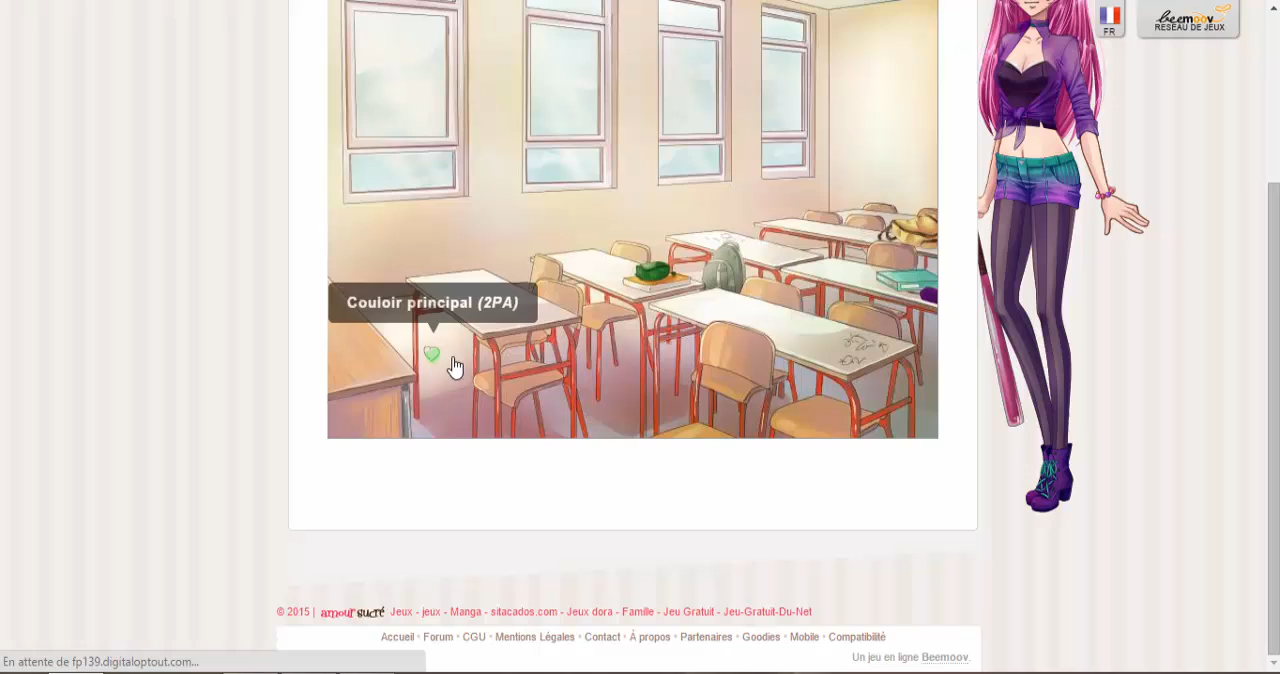 FR
beemoov
RESEAU DE JEUX
Couloir principal (2PA)
© 2015 | amour sucré Jeux - jeux - Manga - sitacados.com - Jeux dora - Famille - Jeu Gratuit - Jeu-Gratuit-Du-Net
Accueil • Forum • CGU • Mentions Légales • Contact • À propos • Partenaires • Goodies • Mobile • Compatibilité
Un jeu en ligne Beemoov.
En attente de fp139.digitaloptout.com...